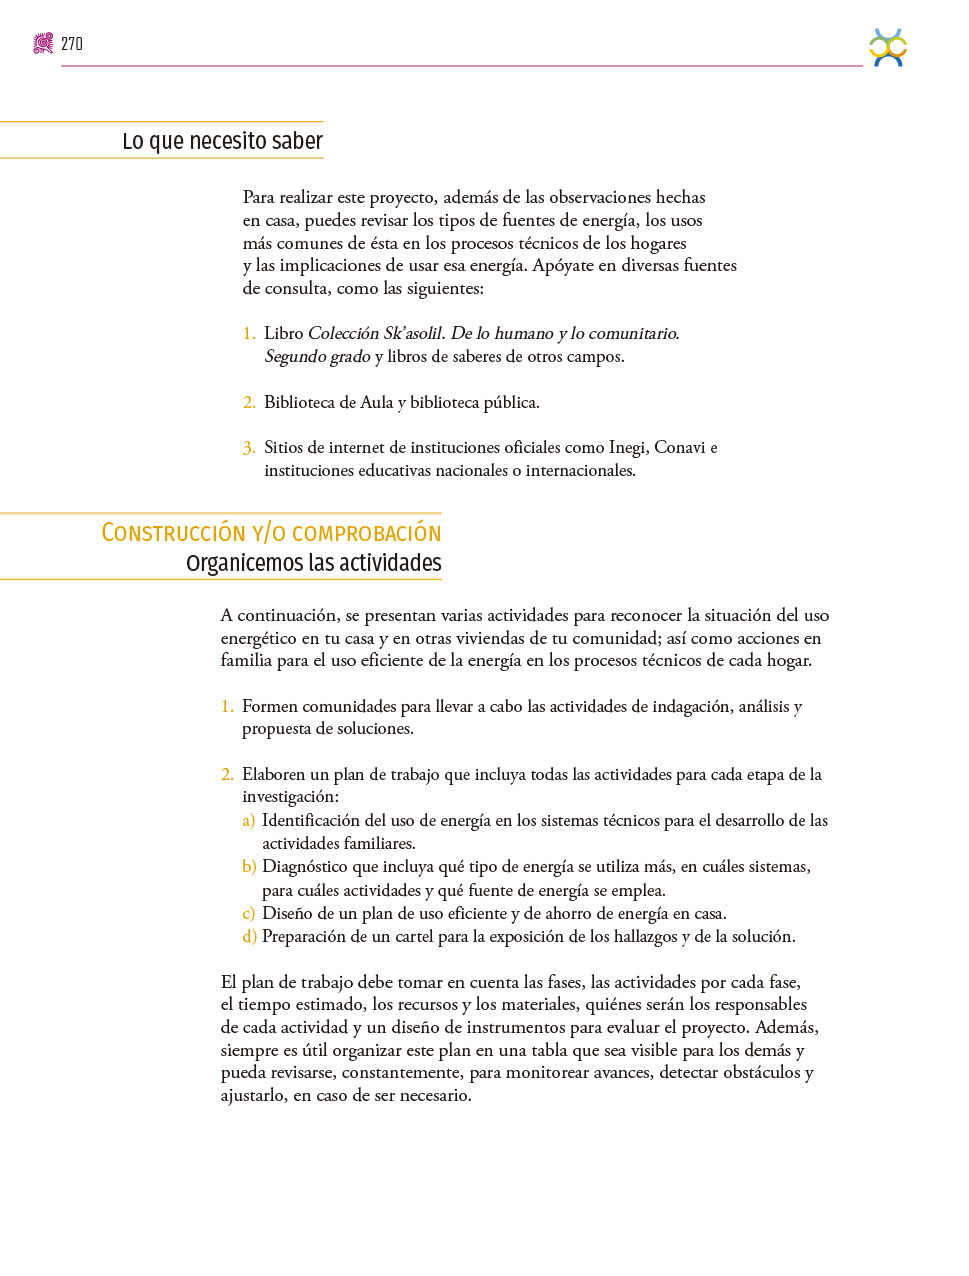 270
Lo que necesito saber
Para realizar este proyecto, además de las observaciones hechas
en casa, puedes revisar los tipos de fuentes de energía, los usos
más comunes de ésta en los procesos técnicos de los hogares
y las implicaciones de usar esa energía. Apóyate en diversas fuentes
de consulta, como las siguientes:
1. Libro Colección Sk’asolil. De lo humano y lo comunitario.
Segundo grado y libros de saberes de otros campos.
2. Biblioteca de Aula y biblioteca pública.
3. Sitios de internet de instituciones oficiales como Inegi, Conavi e
instituciones educativas nacionales o internacionales.
Construcción y/o comprobación
Organicemos las actividades
A continuación, se presentan varias actividades para reconocer la situación del uso
energético en tu casa y en otras viviendas de tu comunidad; así como acciones en
familia para el uso eficiente de la energía en los procesos técnicos de cada hogar.
1. Formen comunidades para llevar a cabo las actividades de indagación, análisis y
propuesta de soluciones.
2. Elaboren un plan de trabajo que incluya todas las actividades para cada etapa de la
investigación:
a) Identificación del uso de energía en los sistemas técnicos para el desarrollo de las
actividades familiares.
b) Diagnóstico que incluya qué tipo de energía se utiliza más, en cuáles sistemas,
para cuáles actividades y qué fuente de energía se emplea.
c) Diseño de un plan de uso eficiente y de ahorro de energía en casa.
d) Preparación de un cartel para la exposición de los hallazgos y de la solución.
El plan de trabajo debe tomar en cuenta las fases, las actividades por cada fase,
el tiempo estimado, los recursos y los materiales, quiénes serán los responsables
de cada actividad y un diseño de instrumentos para evaluar el proyecto. Además,
siempre es útil organizar este plan en una tabla que sea visible para los demás y
pueda revisarse, constantemente, para monitorear avances, detectar obstáculos y
ajustarlo, en caso de ser necesario.